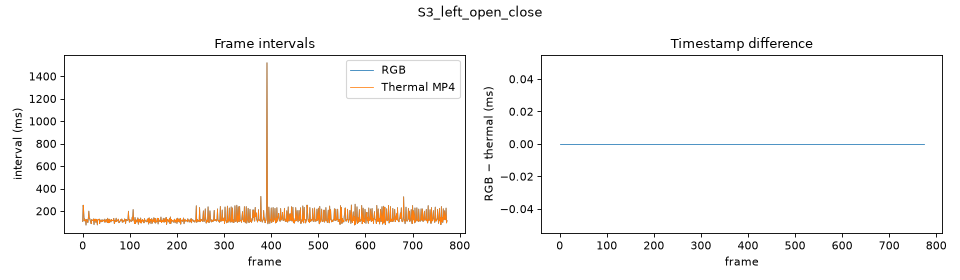 S3_left_open_close
Frame intervals
interval (ms)
1400
1200
1000
800
600
400
200
0 100 200 300 400 500 600 700 800
frame
RGB
Thermal MP4
Timestamp difference
RGB − thermal (ms)
0.04
0.02
0.00
−0.02
−0.04
0 100 200 300 400 500 600 700 800
frame